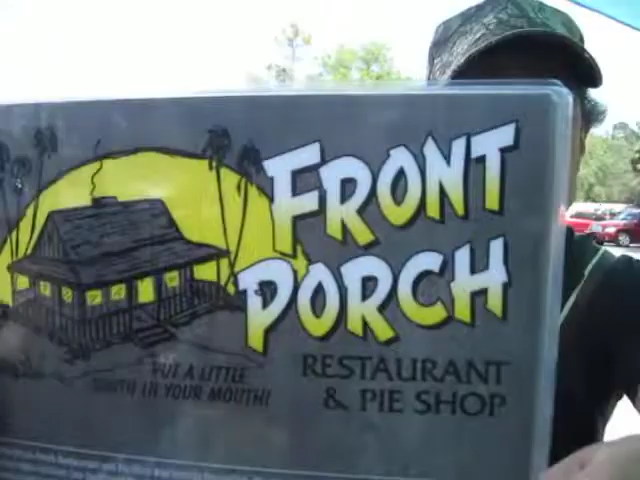 FRONT
PORCH
RESTAURANT
& PIE SHOP
PUT A LITTLE
SOUTH IN YOUR MOUTH!